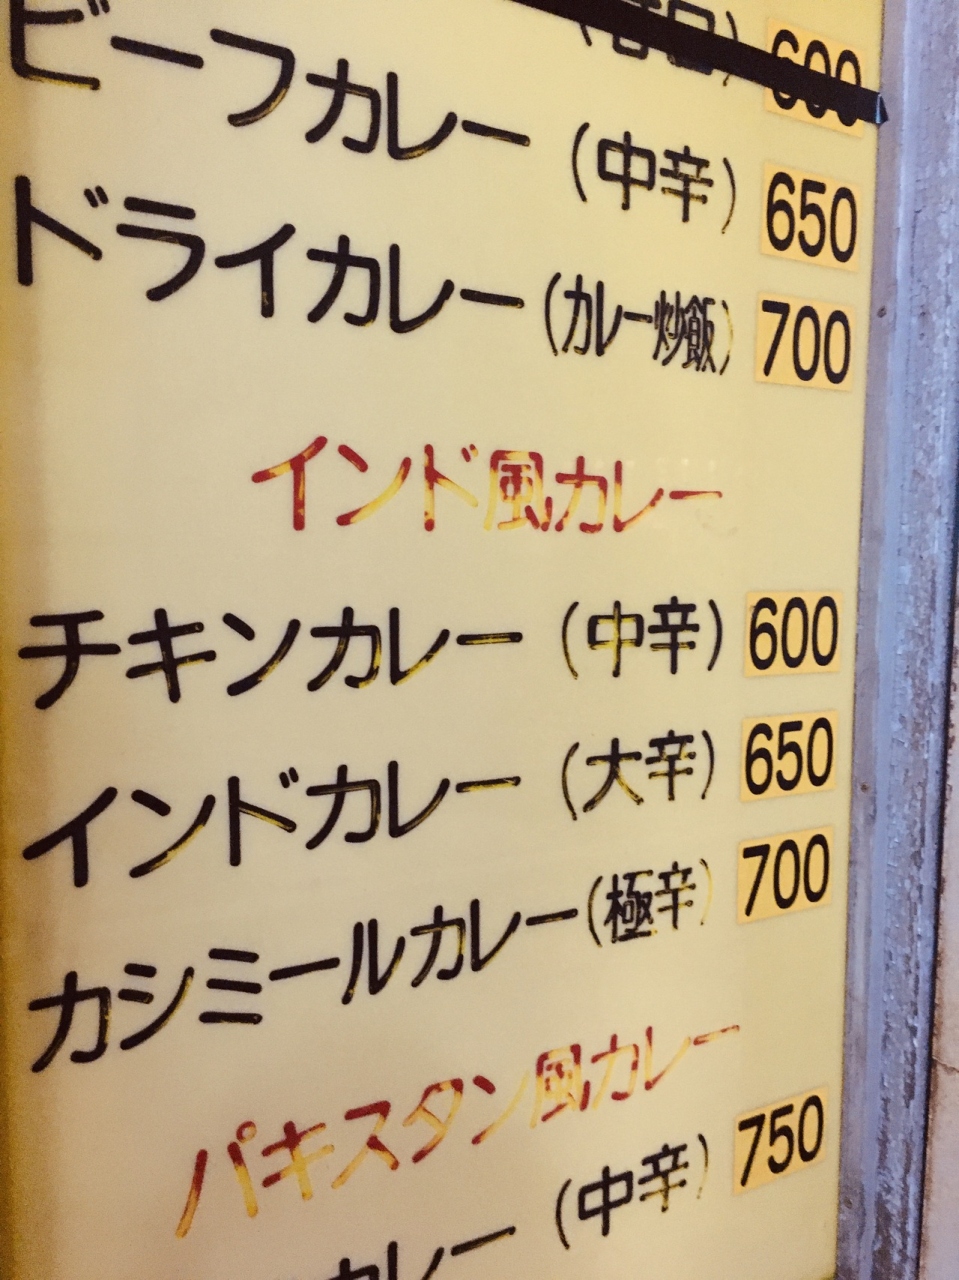 600
ビーフカレー (中辛) 650
ドライカレー (カレー炒飯) 700
インド風カレー
チキンカレー (中辛) 600
インドカレー (大辛) 650
カシミールカレー (極辛) 700
パキスタン風カレー
カレー (中辛) 750